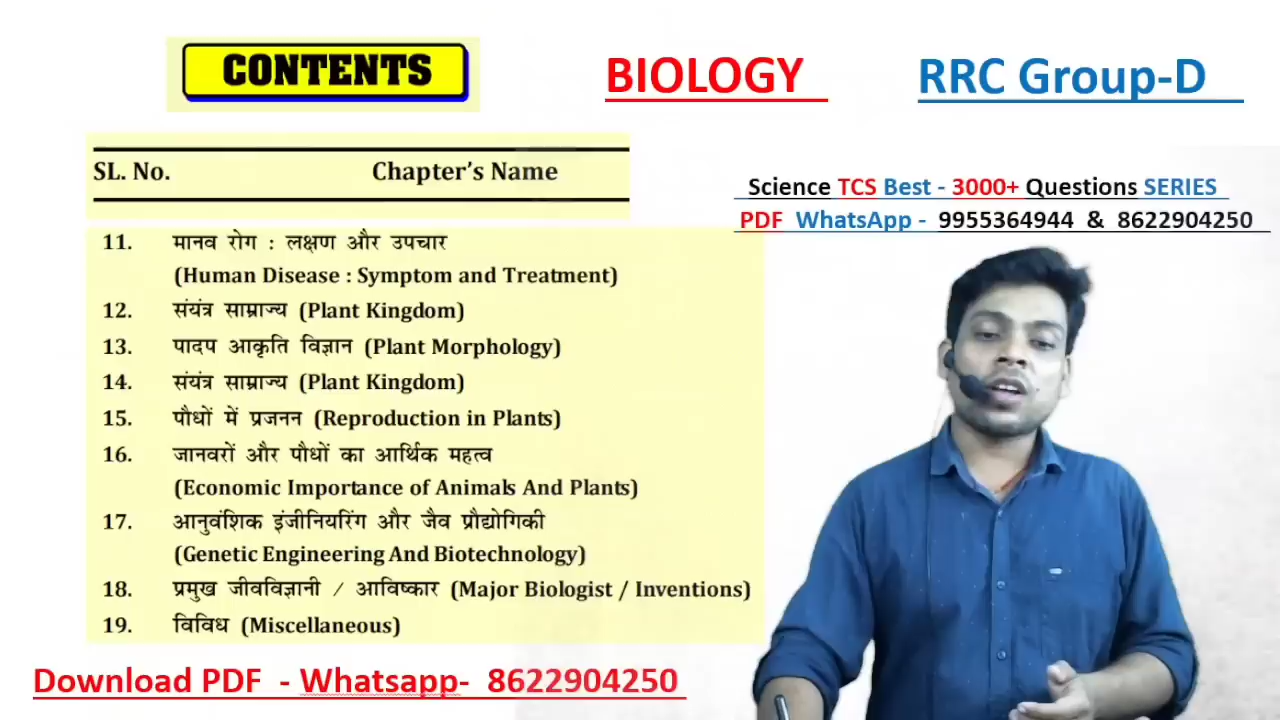 CONTENTS
BIOLOGY
RRC Group-D
SL. No. Chapter's Name
Science TCS Best - 3000+ Questions SERIES
PDF WhatsApp - 9955364944 & 8622904250
11. मानव रोग : लक्षण और उपचार
(Human Disease : Symptom and Treatment)
12. संयंत्र साम्राज्य (Plant Kingdom)
13. पादप आकृति विज्ञान (Plant Morphology)
14. संयंत्र साम्राज्य (Plant Kingdom)
15. पौधों में प्रजनन (Reproduction in Plants)
16. जानवरों और पौधों का आर्थिक महत्व
(Economic Importance of Animals And Plants)
17. आनुवंशिक इंजीनियरिंग और जैव प्रौद्योगिकी
(Genetic Engineering And Biotechnology)
18. प्रमुख जीवविज्ञानी / आविष्कार (Major Biologist / Inventions)
19. विविध (Miscellaneous)
Download PDF - Whatsapp- 8622904250